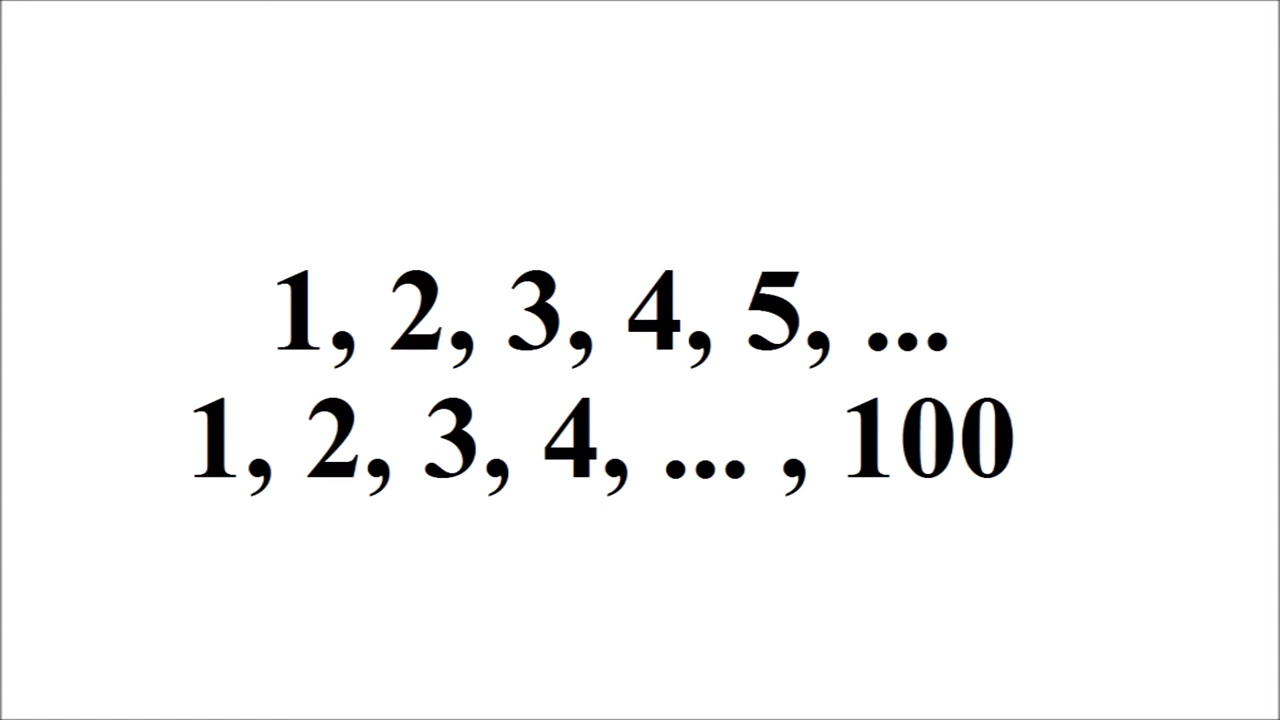 1, 2, 3, 4, 5, ...
1, 2, 3, 4, ... , 100